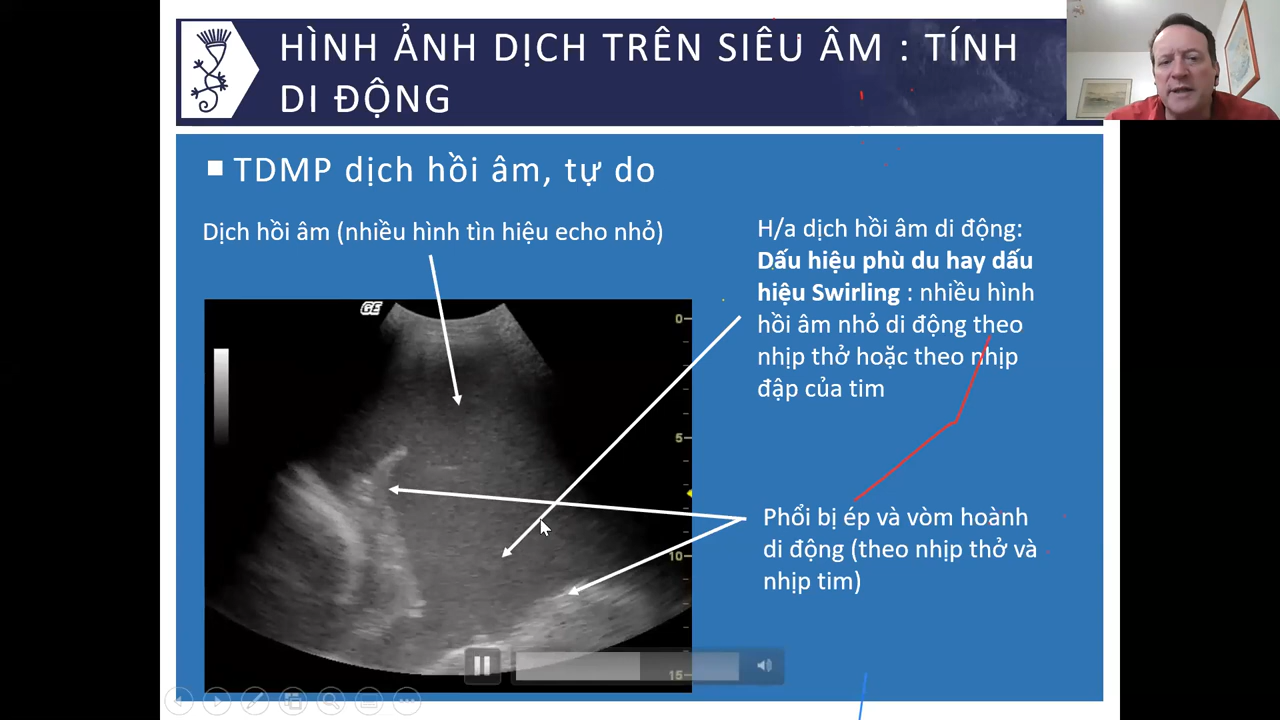 HÌNH ẢNH DỊCH TRÊN SIÊU ÂM : TÍNH
DI ĐỘNG
TDMP dịch hồi âm, tự do
Dịch hồi âm (nhiều hình tìn hiệu echo nhỏ)
H/a dịch hồi âm di động:
Dấu hiệu phù du hay dấu
hiệu Swirling : nhiều hình
hồi âm nhỏ di động theo
nhịp thở hoặc theo nhịp
đập của tim
GE
0
5
10
15
Phổi bị ép và vòm hoành
di động (theo nhịp thở và
nhịp tim)